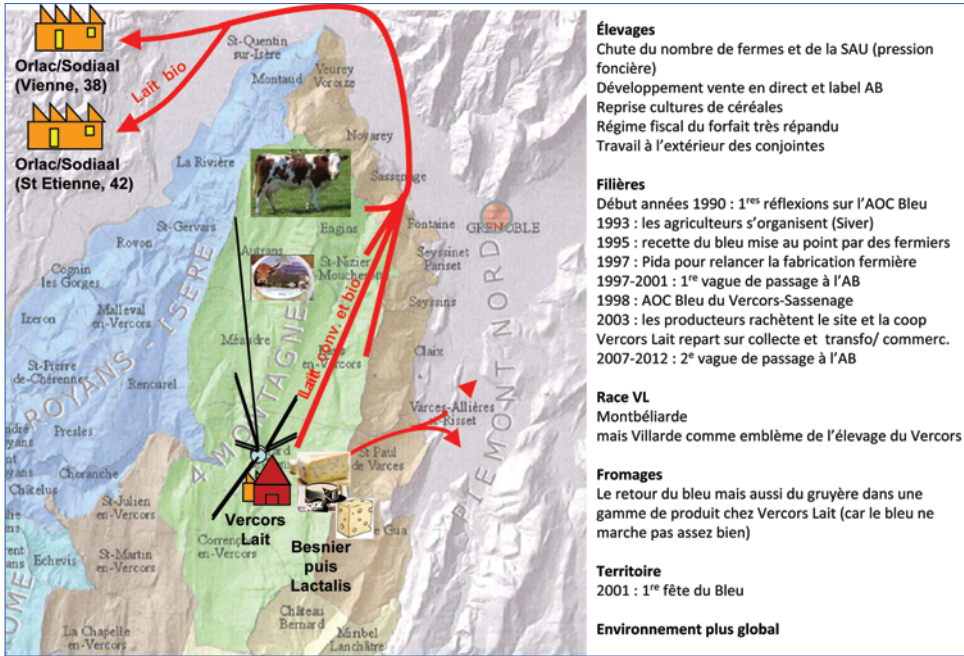 Orlac/Sodiaal
(Vienne, 38)
Orlac/Sodiaal
(St Etienne, 42)
Lait bio
St-Quentin
sur-Isère
Montaud
Veurey
Voroize
Noyarey
La Rivière
Sassenage
St-Gervais
Engins
Fontaine
GRENOBLE
Rovon
Autrans
St-Nizier
Seyssinet
Pariset
Cognin
les Gorges
Seyssins
Malleval
en-Vercors
Izeron
Méaudre
Lait conv. et bio
en-Vercors
Claix
St-Pierre
de-Chérennes
Rencurel
ROYANS - ISERE
4 MONTAGNE
PIEMONT NORD
Varces-Allières
Risset
Presles
St Paul
de Varces
Choranche
Châtelus
St-Julien
en-Vercors
Vercors
Lait
Besnier
puis
Lactalis
Gua
Corrençon
en-Vercors
Echevis
St-Martin
en-Vercors
Château
Bernard
La Chapelle
en-Vercors
Miribel
Lanchâtre
Élevages
Chute du nombre de fermes et de la SAU (pression
foncière)
Développement vente en direct et label AB
Reprise cultures de céréales
Régime fiscal du forfait très répandu
Travail à l'extérieur des conjointes
Filières
Début années 1990 : 1res réflexions sur l'AOC Bleu
1993 : les agriculteurs s'organisent (Siver)
1995 : recette du bleu mise au point par des fermiers
1997 : Pida pour relancer la fabrication fermière
1997-2001 : 1re vague de passage à l'AB
1998 : AOC Bleu du Vercors-Sassenage
2003 : les producteurs rachètent le site et la coop
Vercors Lait repart sur collecte et transfo/ commerc.
2007-2012 : 2e vague de passage à l'AB
Race VL
Montbéliarde
mais Villarde comme emblème de l'élevage du Vercors
Fromages
Le retour du bleu mais aussi du gruyère dans une
gamme de produit chez Vercors Lait (car le bleu ne
marche pas assez bien)
Territoire
2001 : 1re fête du Bleu
Environnement plus global